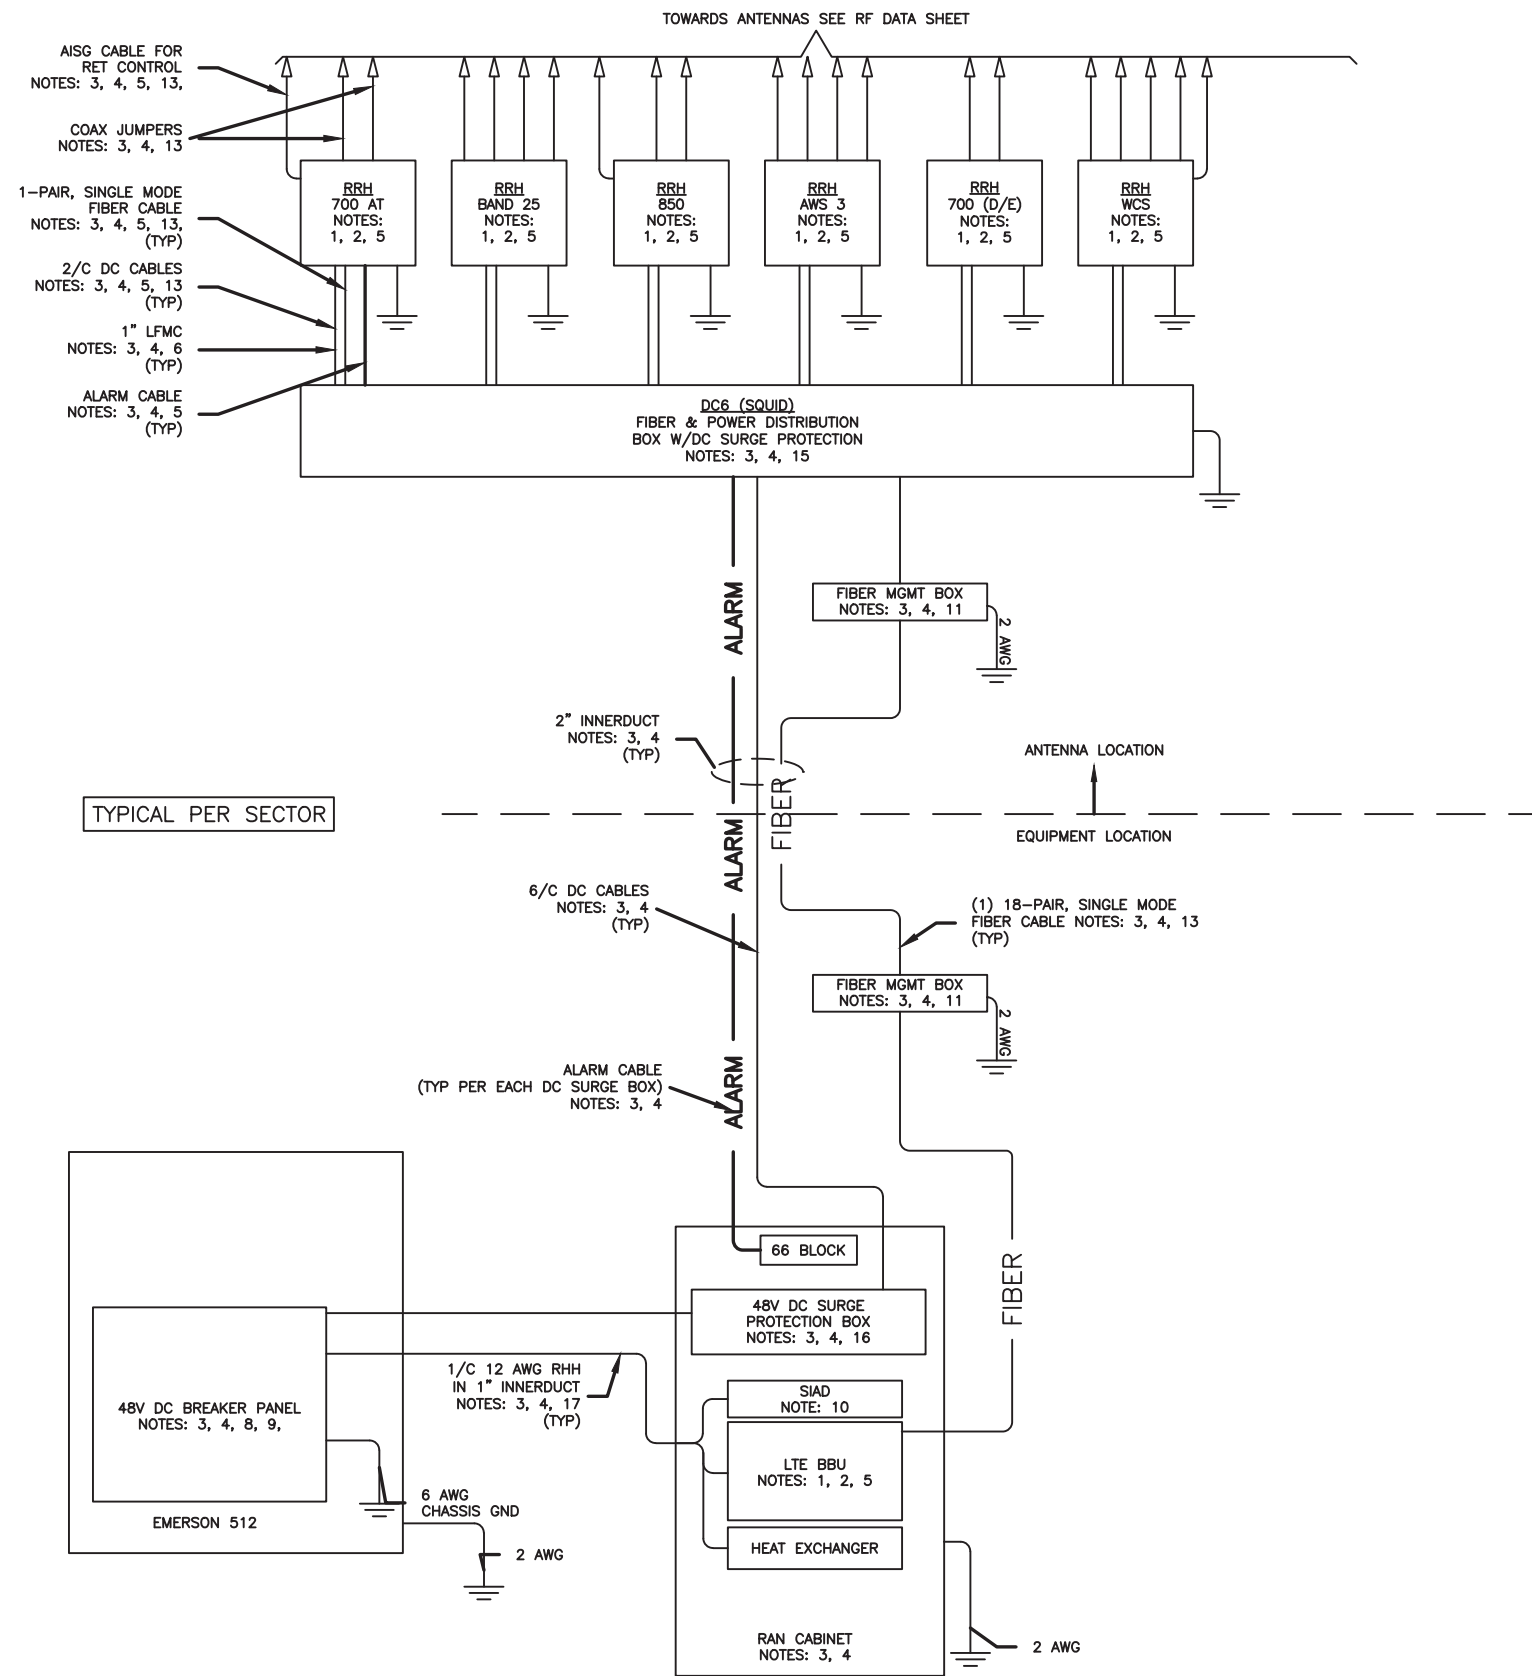 TOWARDS ANTENNAS SEE RF DATA SHEET
AISG CABLE FOR
RET CONTROL
NOTES: 3, 4, 5, 13,
COAX JUMPERS
NOTES: 3, 4, 13
1-PAIR, SINGLE MODE
FIBER CABLE
NOTES: 3, 4, 5, 13,
(TYP)
2/C DC CABLES
NOTES: 3, 4, 5, 13
(TYP)
1" LFMC
NOTES: 3, 4, 6
(TYP)
ALARM CABLE
NOTES: 3, 4, 5
(TYP)
RRH
700 AT
NOTES:
1, 2, 5
RRH
BAND 25
NOTES:
1, 2, 5
RRH
850
NOTES:
1, 2, 5
RRH
AWS 3
NOTES:
1, 2, 5
RRH
700 (D/E)
NOTES:
1, 2, 5
RRH
WCS
NOTES:
1, 2, 5
DC6 (SQUID)
FIBER & POWER DISTRIBUTION
BOX W/DC SURGE PROTECTION
NOTES: 3, 4, 15
ALARM
FIBER MGMT BOX
NOTES: 3, 4, 11
2 AWG
2" INNERDUCT
NOTES: 3, 4
(TYP)
ANTENNA LOCATION
TYPICAL PER SECTOR
FIBER
ALARM
EQUIPMENT LOCATION
6/C DC CABLES
NOTES: 3, 4
(TYP)
(1) 18-PAIR, SINGLE MODE
FIBER CABLE NOTES: 3, 4, 13
(TYP)
FIBER MGMT BOX
NOTES: 3, 4, 11
2 AWG
ALARM CABLE
(TYP PER EACH DC SURGE BOX)
NOTES: 3, 4
ALARM
66 BLOCK
FIBER
48V DC SURGE
PROTECTION BOX
NOTES: 3, 4, 16
1/C 12 AWG RHH
IN 1" INNERDUCT
NOTES: 3, 4, 17
(TYP)
SIAD
NOTE: 10
48V DC BREAKER PANEL
NOTES: 3, 4, 8, 9,
LTE BBU
NOTES: 1, 2, 5
6 AWG
CHASSIS GND
EMERSON 512
HEAT EXCHANGER
2 AWG
RAN CABINET
NOTES: 3, 4
2 AWG